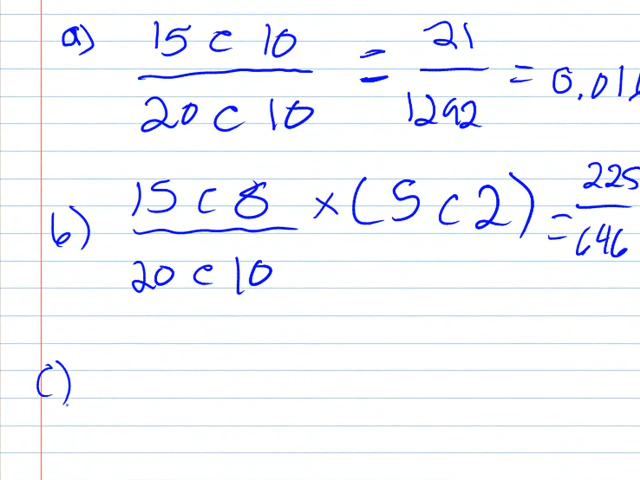 a) 15 C 10 / 20 C 10 = 21 / 1292 = 0.01
b) 15 C 8 / 20 C 10 × (5 C 2) = 225 / 646
c)